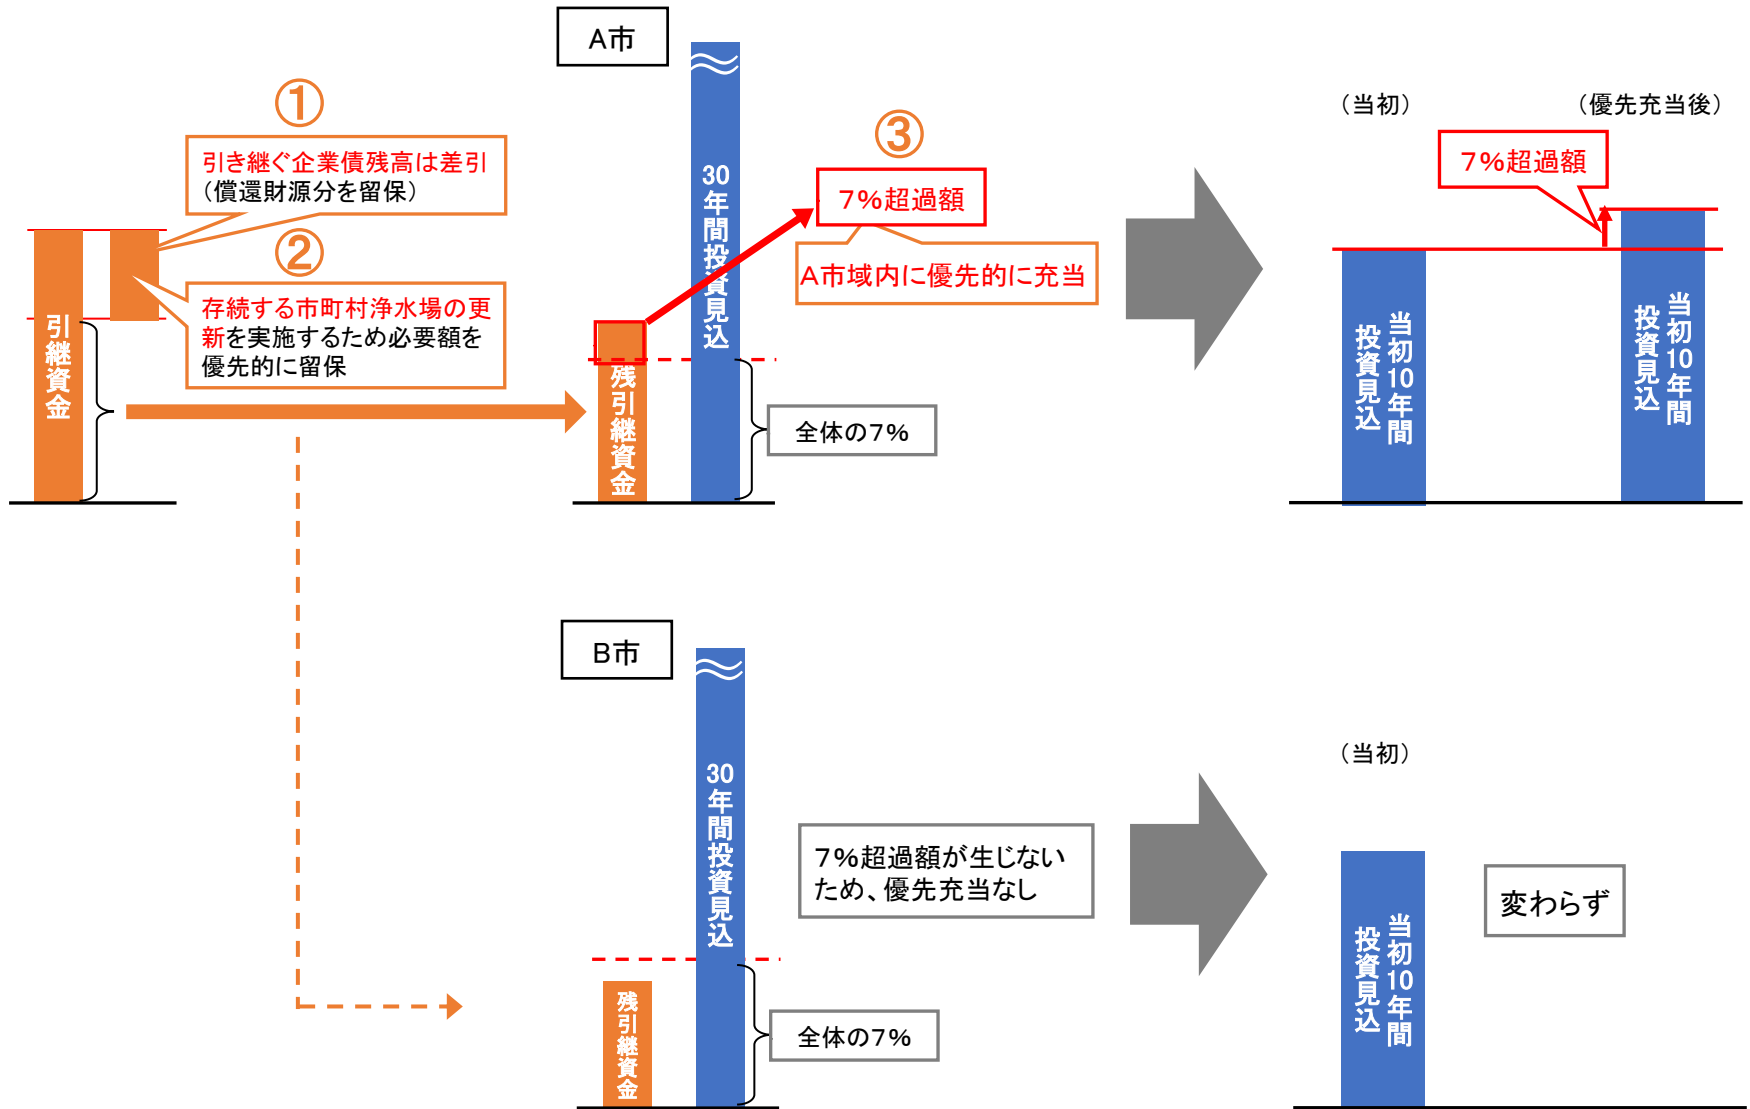 A市
①
引き継ぐ企業債残高は差引
（償還財源分を留保）
②
存続する市町村浄水場の更
新を実施するため必要額を
優先的に留保
引継資金
残引継資金
30年間投資見込
全体の7%
③
7%超過額
A市域内に優先的に充当
（当初）
（優先充当後）
7%超過額
当初10年間
投資見込
当初10年間
投資見込
B市
残引継資金
30年間投資見込
全体の7%
7%超過額が生じない
ため、優先充当なし
（当初）
当初10年間
投資見込
変わらず